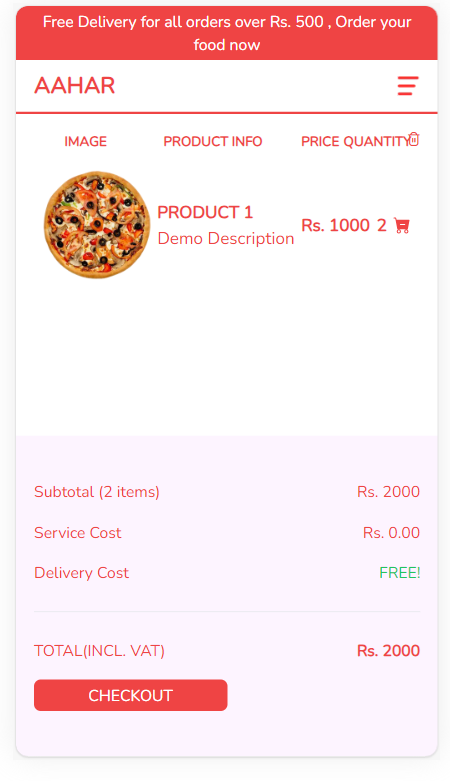 Free Delivery for all orders over Rs. 500 , Order your
food now
AAHAR
IMAGE PRODUCT INFO PRICE QUANTITY
PRODUCT 1
Demo Description
Rs. 1000 2
Subtotal (2 items) Rs. 2000
Service Cost Rs. 0.00
Delivery Cost FREE!
TOTAL(INCL. VAT) Rs. 2000
CHECKOUT